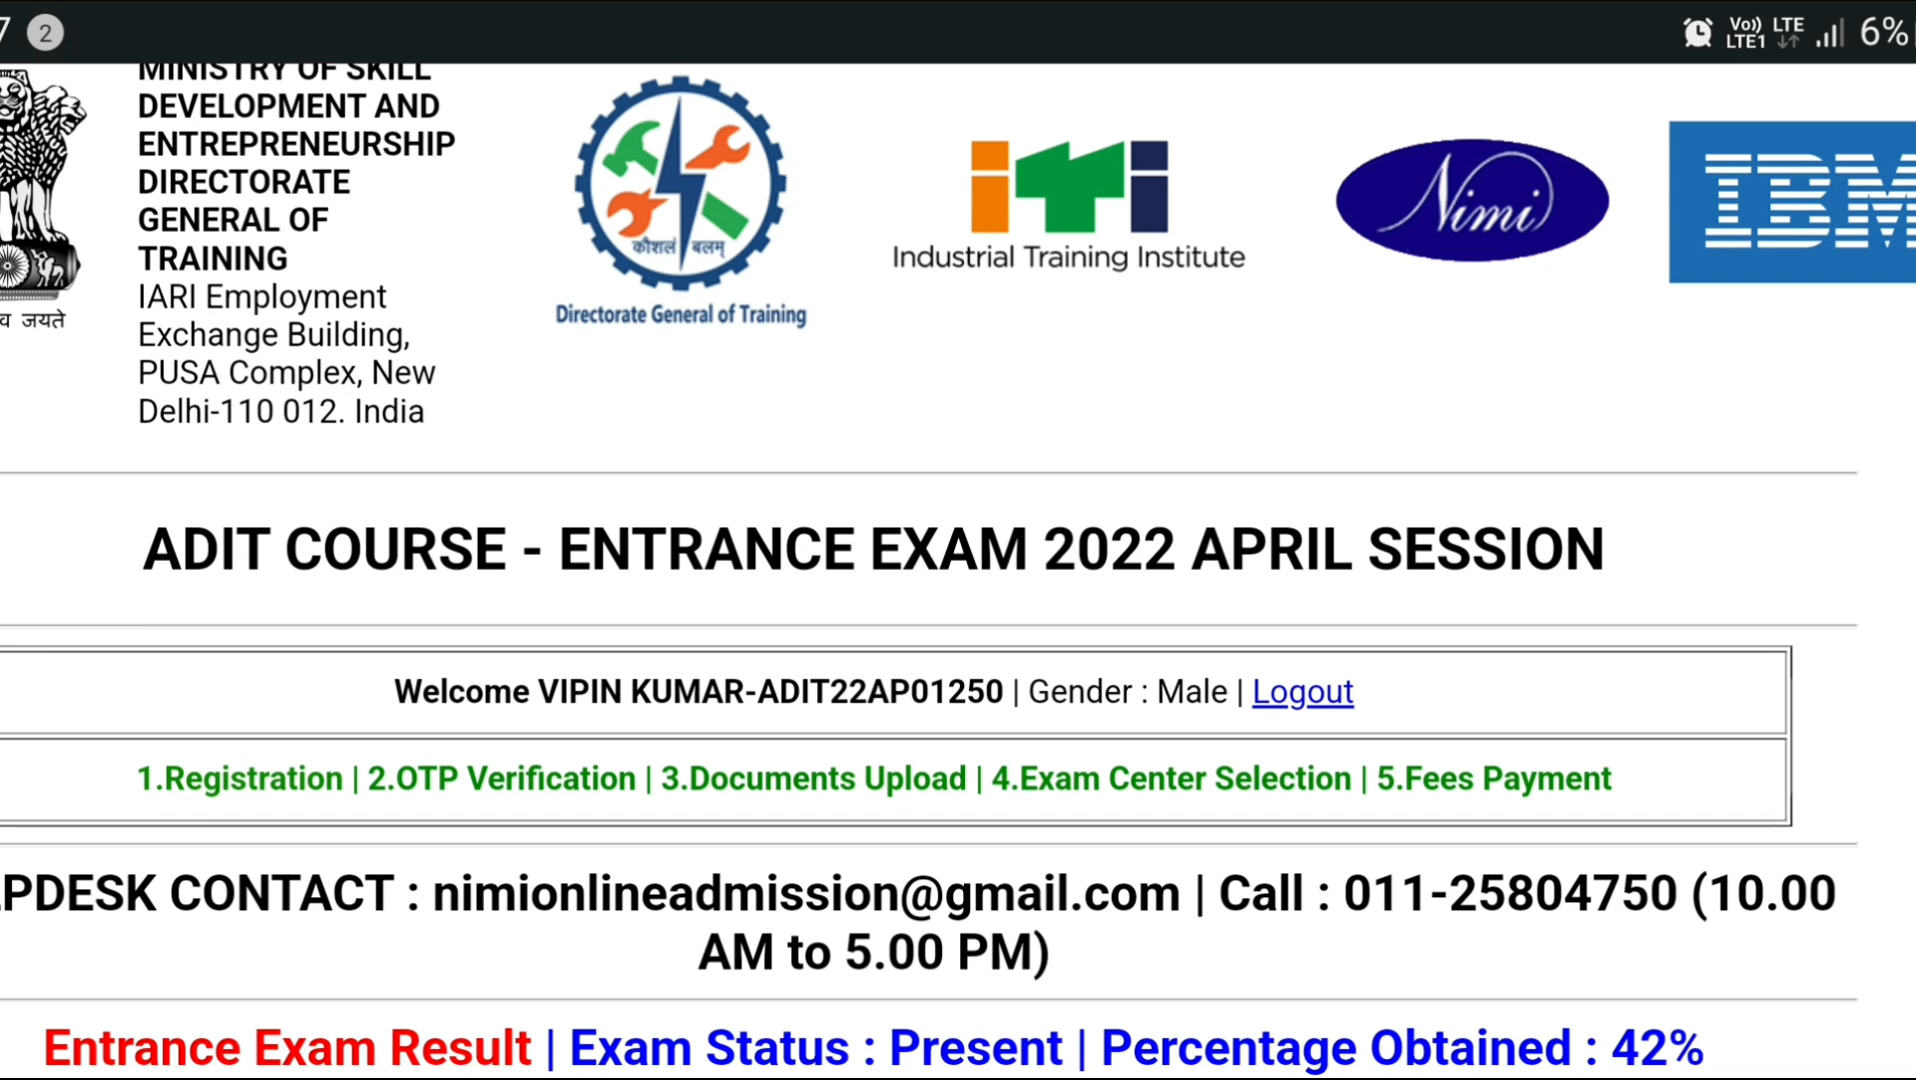 2
Vo)) LTE
LTE1
6%
MINISTRY OF SKILL
DEVELOPMENT AND
ENTREPRENEURSHIP
DIRECTORATE
GENERAL OF
TRAINING
IARI Employment
Exchange Building,
PUSA Complex, New
Delhi-110 012. India
व जयते
कौशलं बलम्
Directorate General of Training
iTi
Industrial Training Institute
Nimi
IBM
ADIT COURSE - ENTRANCE EXAM 2022 APRIL SESSION
Welcome VIPIN KUMAR-ADIT22AP01250 | Gender : Male | Logout
1.Registration | 2.OTP Verification | 3.Documents Upload | 4.Exam Center Selection | 5.Fees Payment
PDESK CONTACT : nimionlineadmission@gmail.com | Call : 011-25804750 (10.00
AM to 5.00 PM)
Entrance Exam Result | Exam Status : Present | Percentage Obtained : 42%